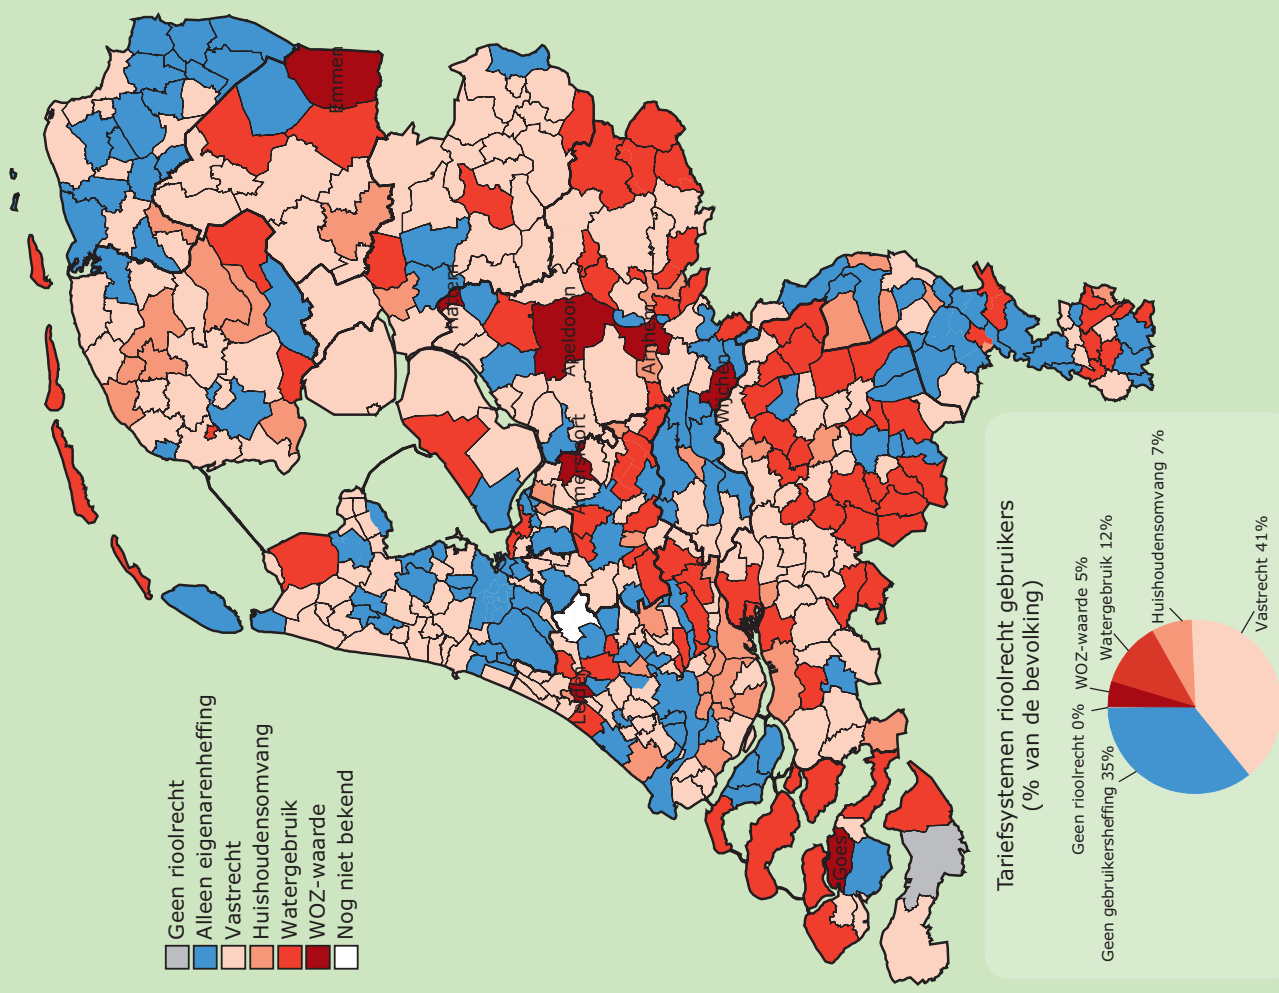 Geen rioolrecht
Alleen eigenarenheffing
Vastrecht
Huishoudensomvang
Watergebruik
WOZ-waarde
Nog niet bekend
Emmen
Hattem
Apeldoorn
Arnhem
Wijchen
Amersfoort
Leiden
Goes
Tariefsystemen rioolrecht gebruikers
(% van de bevolking)
Geen rioolrecht 0%
WOZ-waarde 5%
Watergebruik 12%
Huishoudensomvang 7%
Geen gebruikersheffing 35%
Vastrecht 41%